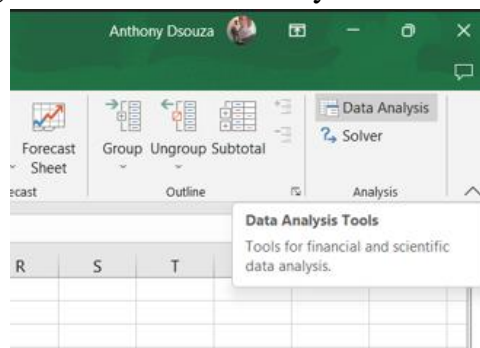 Anthony Dsouza
Data Analysis
Solver
Forecast
Sheet
Group Ungroup Subtotal
ecast
Outline
Analysis
Data Analysis Tools
Tools for financial and scientific
data analysis.
R S T